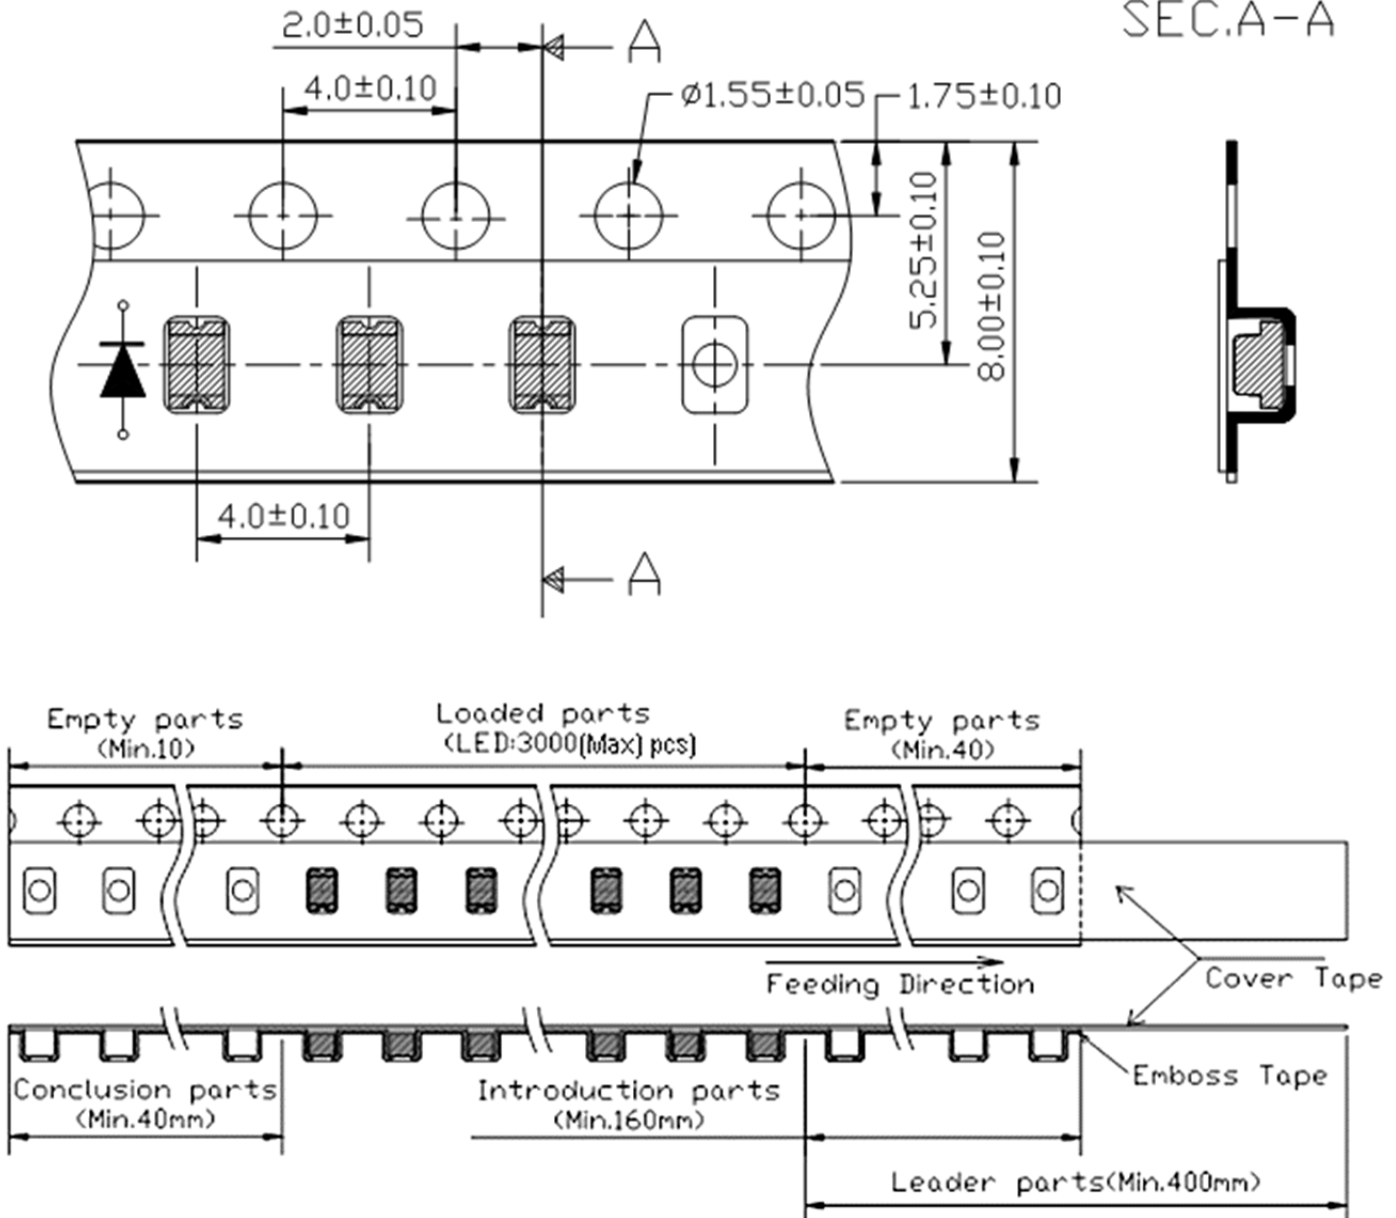 SEC.A-A
2.0±0.05
A
4.0±0.10
ø1.55±0.05
1.75±0.10
5.25±0.10
8.00±0.10
4.0±0.10
A
Empty parts
(Min.10)
Loaded parts
(LED:3000(Max) pcs)
Empty parts
(Min.40)
Feeding Direction
Cover Tape
Emboss Tape
Conclusion parts
(Min.40mm)
Introduction parts
(Min.160mm)
Leader parts(Min.400mm)